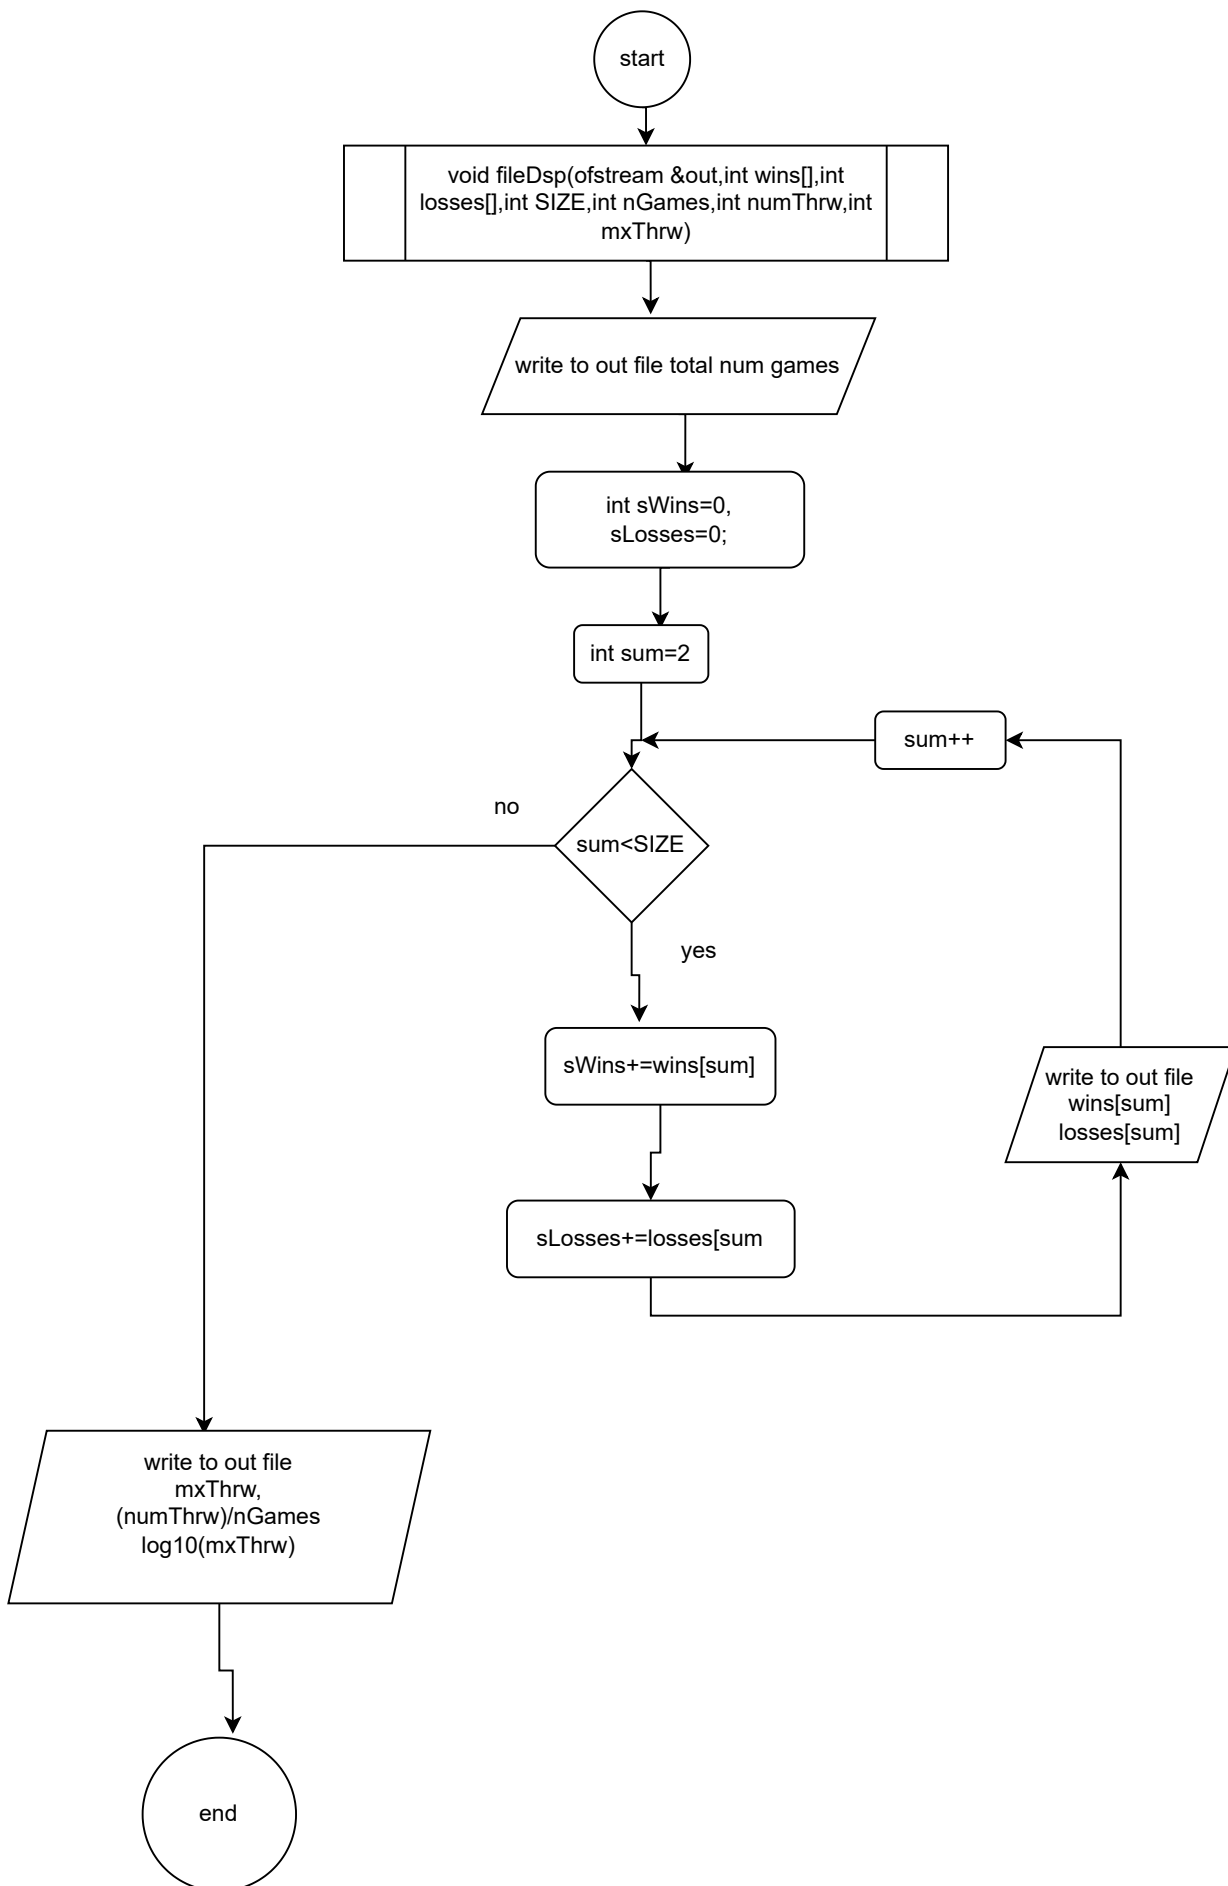 start
void fileDsp(ofstream &out,int wins[],int
losses[],int SIZE,int nGames,int numThrw,int
mxThrw)
write to out file total num games
int sWins=0,
sLosses=0;
int sum=2
sum++
no
sum<SIZE
yes
sWins+=wins[sum]
write to out file
wins[sum]
losses[sum]
sLosses+=losses[sum
write to out file
mxThrw,
(numThrw)/nGames
log10(mxThrw)
end